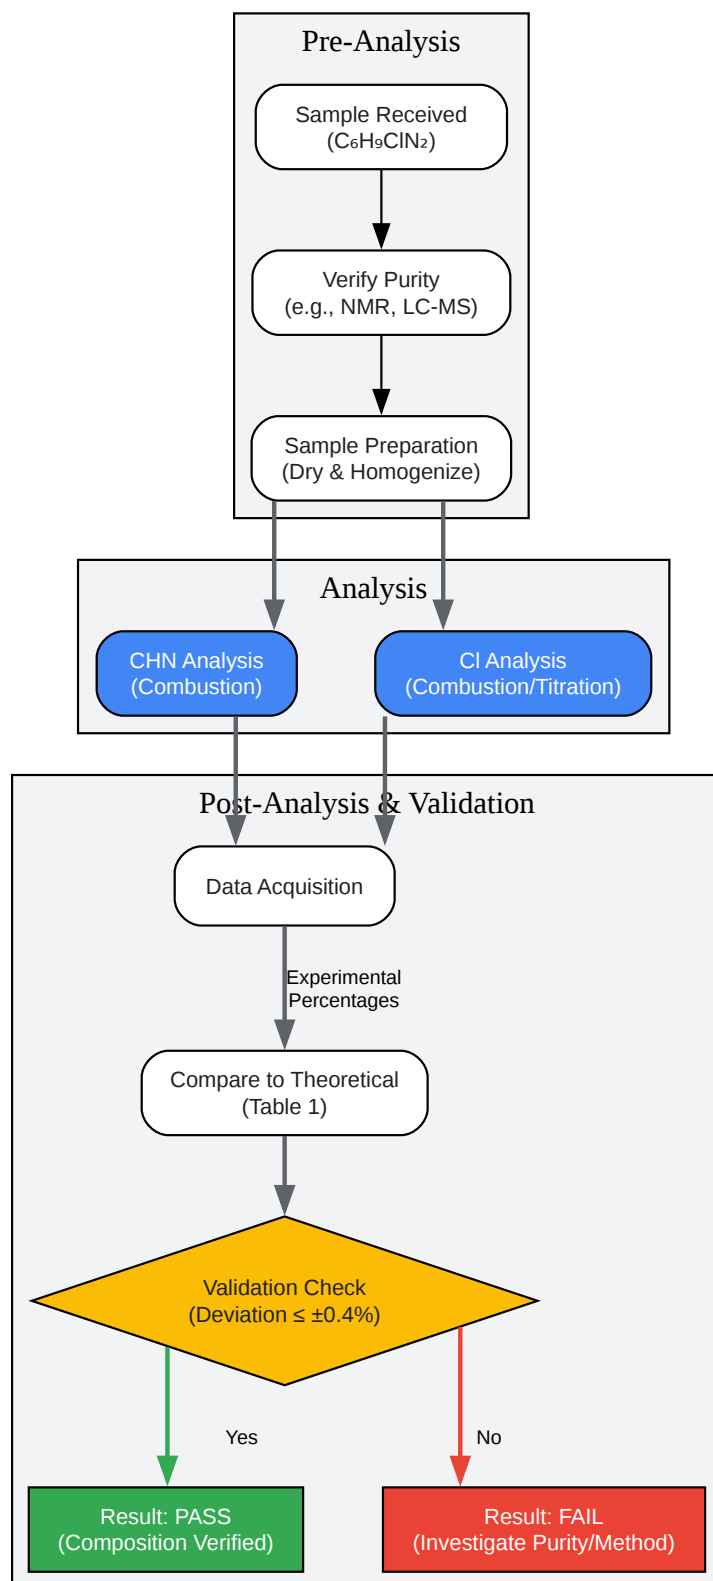 Pre-Analysis
Sample Received
(C₆H₉ClN₂)
Verify Purity
(e.g., NMR, LC-MS)
Sample Preparation
(Dry & Homogenize)
Analysis
CHN Analysis
(Combustion)
Cl Analysis
(Combustion/Titration)
Post-Analysis & Validation
Data Acquisition
Experimental
Percentages
Compare to Theoretical
(Table 1)
Validation Check
(Deviation ≤ ±0.4%)
Yes
No
Result: PASS
(Composition Verified)
Result: FAIL
(Investigate Purity/Method)